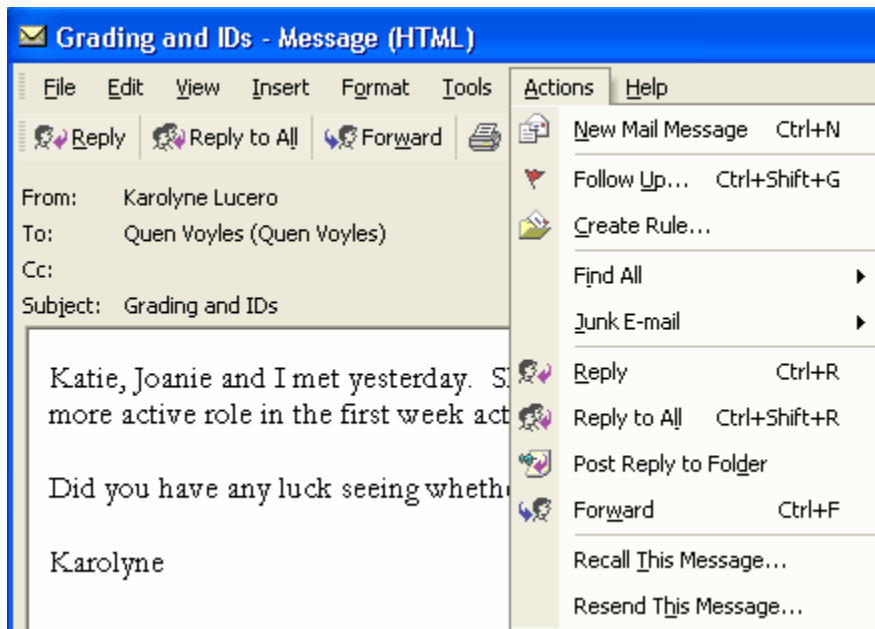 Grading and IDs - Message (HTML)
File Edit View Insert Format Tools Actions Help
Reply Reply to All Forward
From: Karolyne Lucero
To: Quen Voyles (Quen Voyles)
Cc:
Subject: Grading and IDs
Katie, Joanie and I met yesterday.
more active role in the first week
Did you have any luck seeing
Karolyne
New Mail Message Ctrl+N
Follow Up... Ctrl+Shift+G
Create Rule...
Find All
Junk E-mail
Reply Ctrl+R
Reply to All Ctrl+Shift+R
Post Reply to Folder
Forward Ctrl+F
Recall This Message...
Resend This Message...